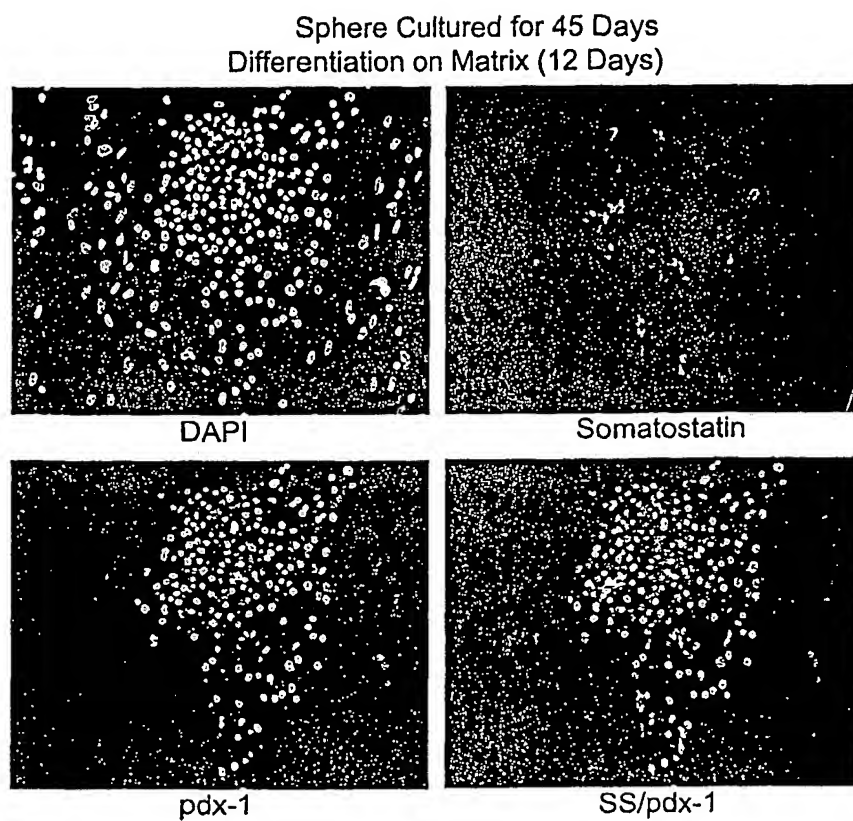 Sphere Cultured for 45 Days
Differentiation on Matrix (12 Days)
DAPI
Somatostatin
pdx-1
SS/pdx-1